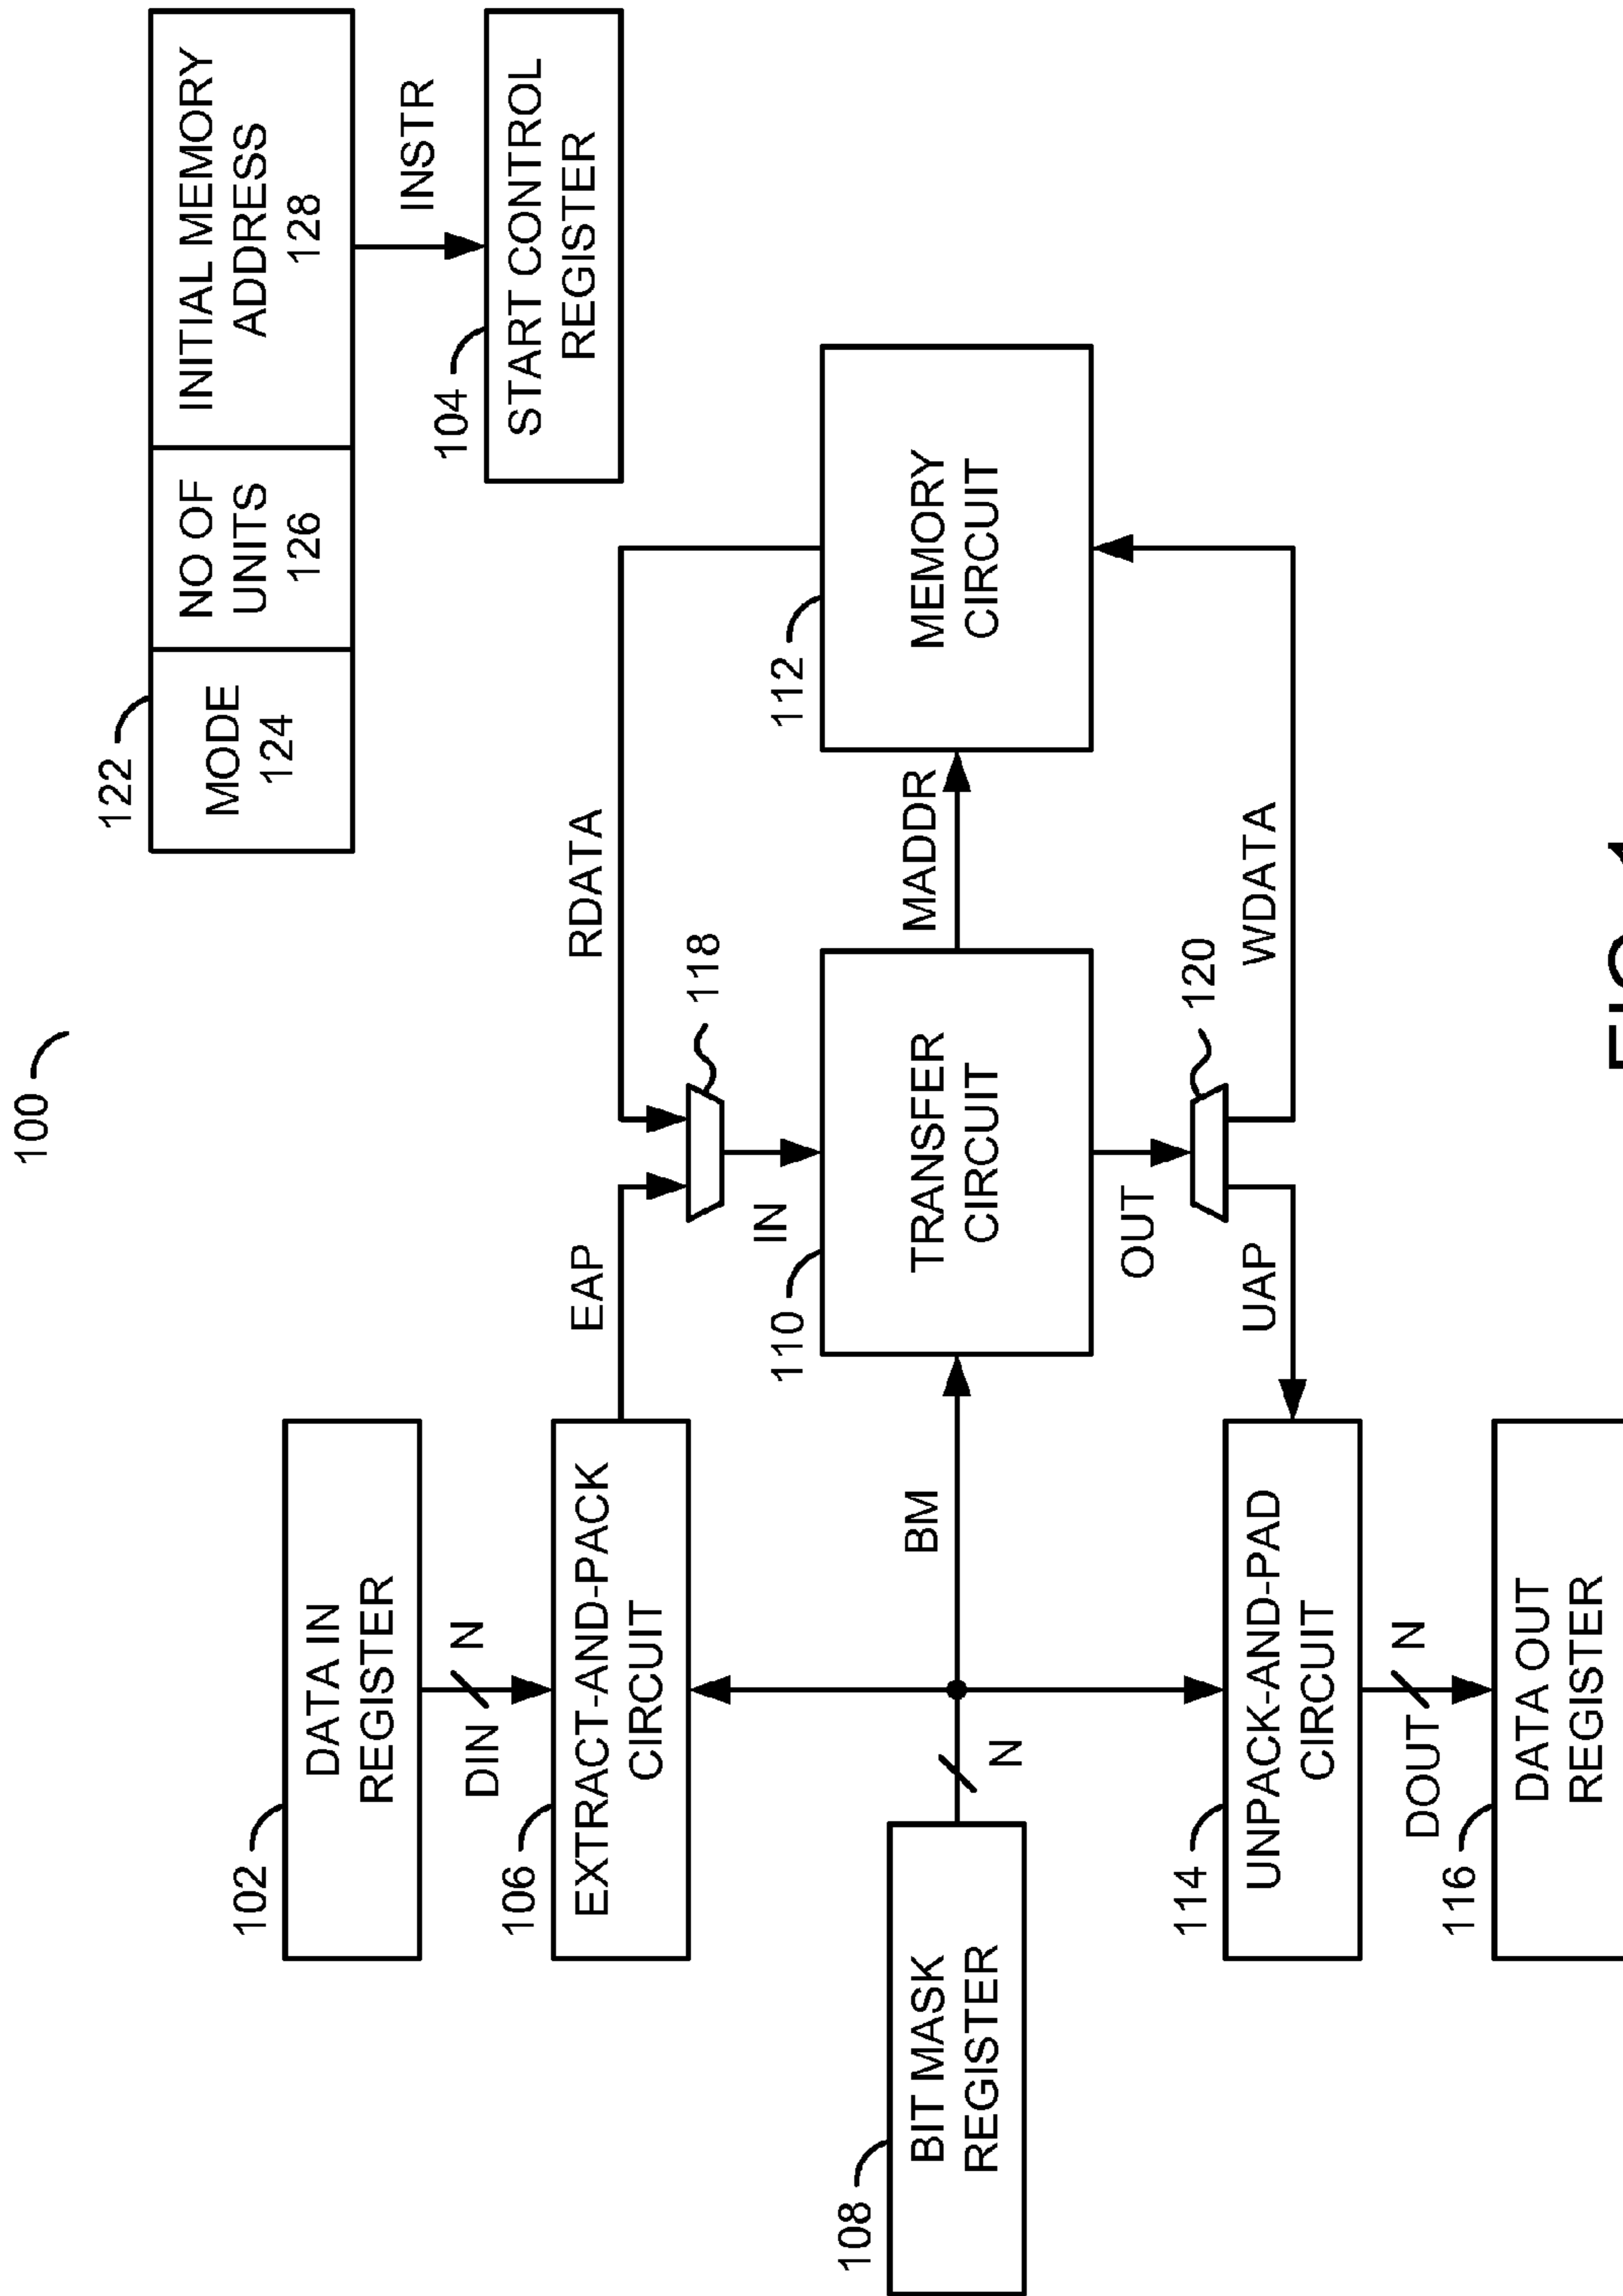 100
122
MODE
124
NO OF
UNITS
126
INITIAL MEMORY
ADDRESS
128
INSTR
104
START CONTROL
REGISTER
102
DATA IN
REGISTER
DIN
N
106
EXTRACT-AND-PACK
CIRCUIT
EAP
RDATA
118
IN
108
BIT MASK
REGISTER
N
BM
110
TRANSFER
CIRCUIT
MADDR
112
MEMORY
CIRCUIT
OUT
120
UAP
WDATA
114
UNPACK-AND-PAD
CIRCUIT
DOUT
N
116
DATA OUT
REGISTER